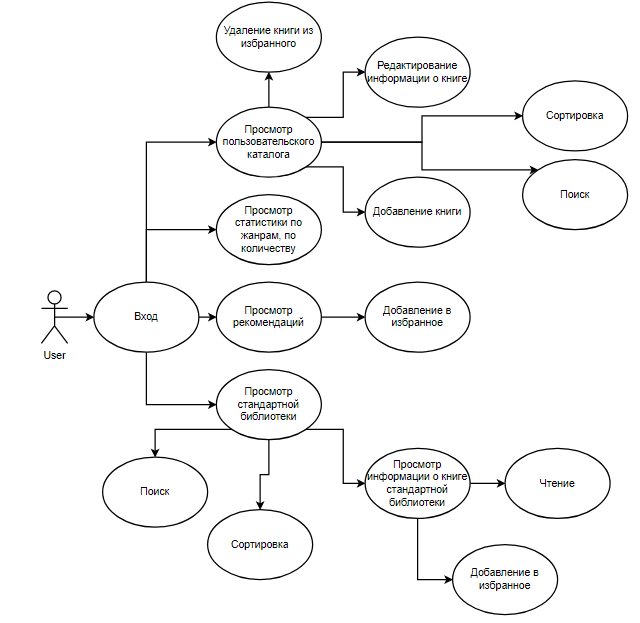 Удаление книги из
избранного
Редактирование
информации о книге
Просмотр
пользовательского
каталога
Сортировка
Поиск
Добавление книги
Просмотр
статистики по
жанрам, по
количеству
User
Вход
Просмотр
рекомендаций
Добавление в
избранное
Просмотр
стандартной
библиотеки
Поиск
Сортировка
Просмотр
информации о книге
стандартной
библиотеки
Чтение
Добавление в
избранное